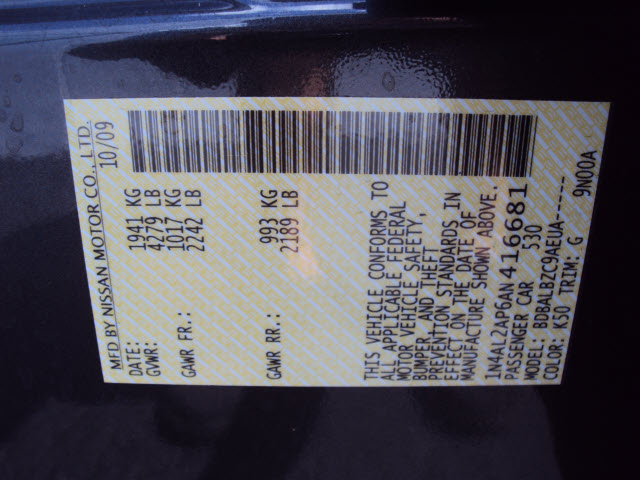 MFD BY NISSAN MOTOR CO., LTD.
DATE: 10/09
GVWR: 1941 KG
4279 LB
GAWR FR.: 1017 KG
2242 LB
GAWR RR.: 993 KG
2189 LB
THIS VEHICLE CONFORMS TO
ALL APPLICABLE FEDERAL
MOTOR VEHICLE SAFETY,
BUMPER, AND THEFT
PREVENTION STANDARDS IN
EFFECT ON THE DATE OF
MANUFACTURE SHOWN ABOVE.
1N4AL2AP6AN416681
PASSENGER CAR 530
MODEL: BDBALBZC9AEUA-----
COLOR: K50 TRIM: G 9N00A